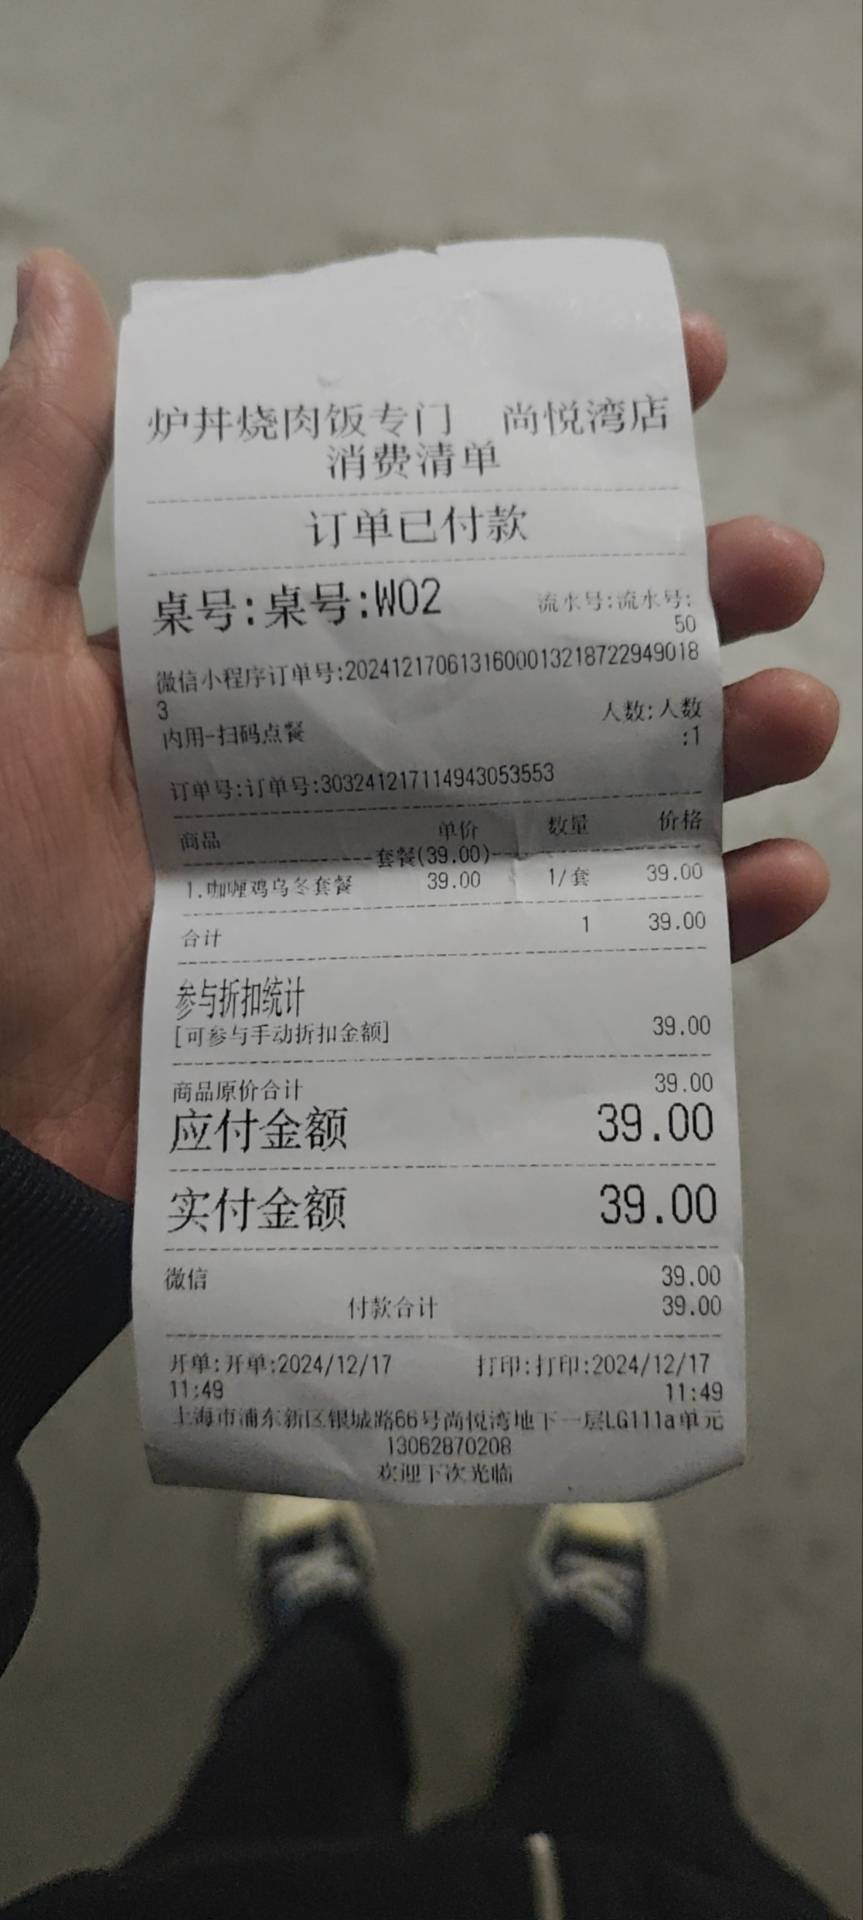 炉丼烧肉饭专门 尚悦湾店
消费清单
订单已付款
桌号:桌号:W02 流水号:流水号:
50
微信小程序订单号:2024121706131600013218722949018
3
内用-扫码点餐 人数:人数
:1
订单号:订单号:303241217114943053553
商品 单价 数量 价格
套餐(39.00)
1.咖喱鸡乌冬套餐 39.00 1/套 39.00
合计 1 39.00
参与折扣统计
[可参与手动折扣金额] 39.00
商品原价合计 39.00
应付金额 39.00
实付金额 39.00
微信 39.00
付款合计 39.00
开单:开单:2024/12/17 打印:打印:2024/12/17
11:49 11:49
上海市浦东新区银城路66号尚悦湾地下一层LG111a单元
13062870208
欢迎下次光临